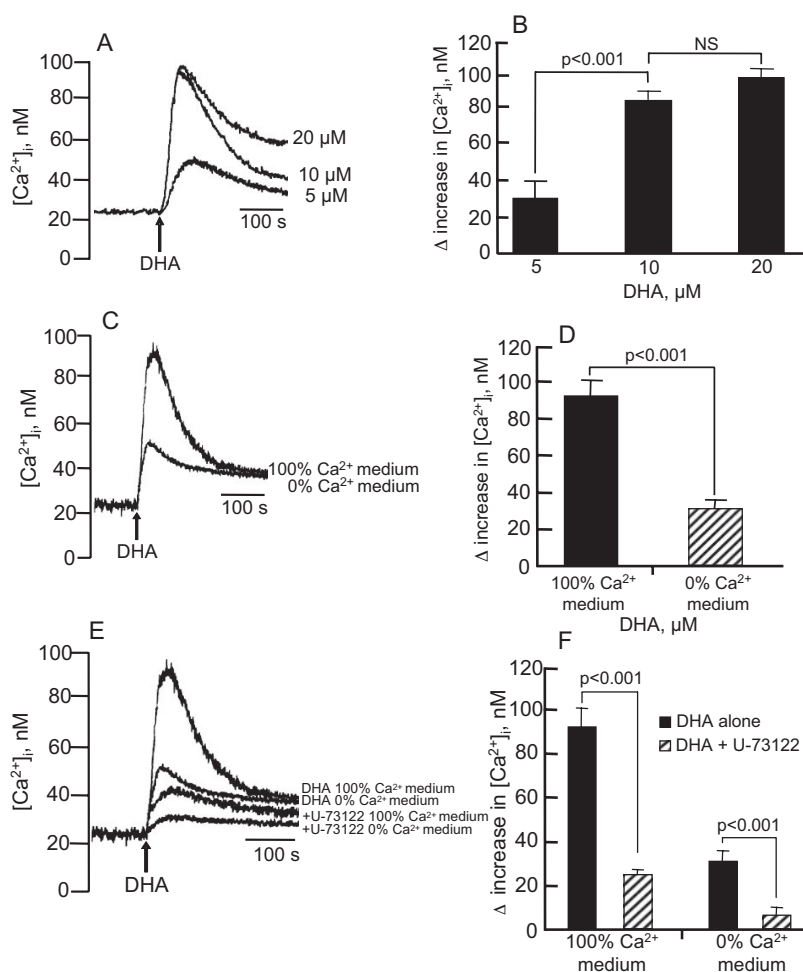 A
[Ca²⁺]ᵢ, nM
100
80
60
40
20
0
20 µM
10 µM
5 µM
100 s
DHA
B
Δ increase in [Ca²⁺]ᵢ, nM
120
100
80
60
40
20
0
p<0.001
NS
5
10
20
DHA, µM
C
[Ca²⁺]ᵢ, nM
100
80
60
40
20
0
100% Ca²⁺ medium
0% Ca²⁺ medium
100 s
DHA
D
Δ increase in [Ca²⁺]ᵢ, nM
120
100
80
60
40
20
0
p<0.001
100% Ca²⁺
medium
0% Ca²⁺
medium
DHA, µM
E
[Ca²⁺]ᵢ, nM
100
80
60
40
20
0
DHA 100% Ca²⁺ medium
DHA 0% Ca²⁺ medium
+U-73122 100% Ca²⁺ medium
+U-73122 0% Ca²⁺ medium
100 s
DHA
F
Δ increase in [Ca²⁺]ᵢ, nM
120
100
80
60
40
20
0
p<0.001
DHA alone
DHA + U-73122
p<0.001
100% Ca²⁺
medium
0% Ca²⁺
medium